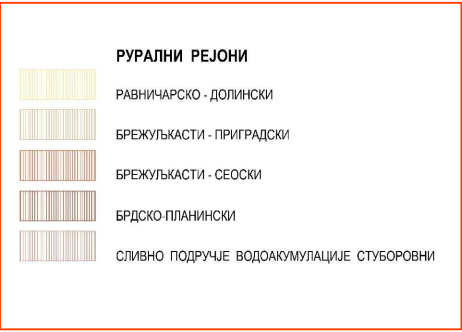 РУРАЛНИ РЕЈОНИ
РАВНИЧАРСКО - ДОЛИНСКИ
БРЕЖУЉКАСТИ - ПРИГРАДСКИ
БРЕЖУЉКАСТИ - СЕОСКИ
БРДСКО-ПЛАНИНСКИ
СЛИВНО ПОДРУЧЈЕ ВОДОАКУМУЛАЦИЈЕ СТУБОРОВНИ